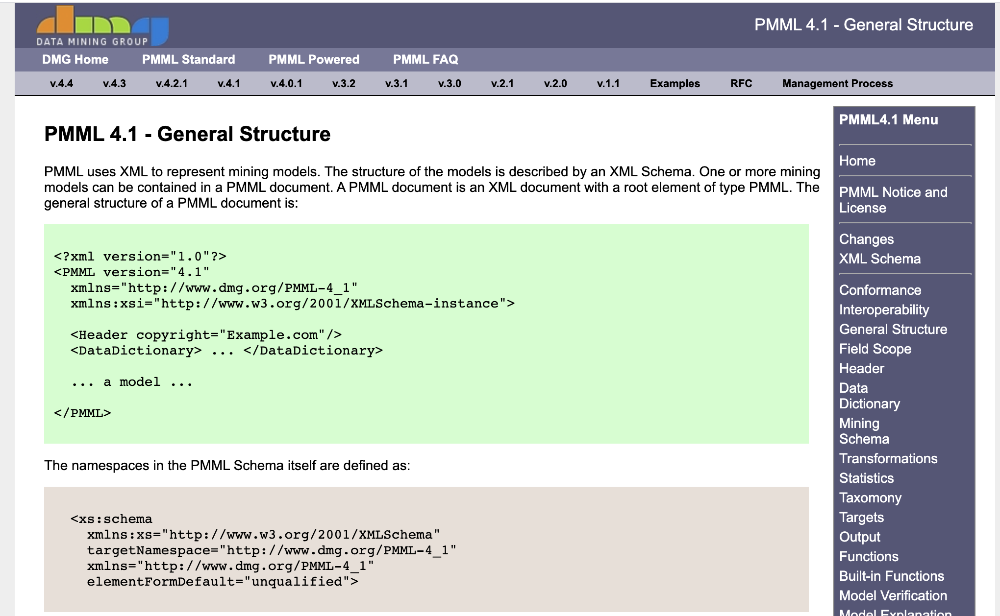 DATA MINING GROUP
PMML 4.1 - General Structure
DMG Home PMML Standard PMML Powered PMML FAQ
v.4.4 v.4.3 v.4.2.1 v.4.1 v.4.0.1 v.3.2 v.3.1 v.3.0 v.2.1 v.2.0 v.1.1 Examples RFC Management Process
PMML 4.1 - General Structure
PMML uses XML to represent mining models. The structure of the models is described by an XML Schema. One or more mining
models can be contained in a PMML document. A PMML document is an XML document with a root element of type PMML. The
general structure of a PMML document is:
<?xml version="1.0"?>
<PMML version="4.1"
  xmlns="http://www.dmg.org/PMML-4_1"
  xmlns:xsi="http://www.w3.org/2001/XMLSchema-instance">
  <Header copyright="Example.com"/>
  <DataDictionary> ... </DataDictionary>
  ... a model ...
</PMML>
The namespaces in the PMML Schema itself are defined as:
  <xs:schema
    xmlns:xs="http://www.w3.org/2001/XMLSchema"
    targetNamespace="http://www.dmg.org/PMML-4_1"
    xmlns="http://www.dmg.org/PMML-4_1"
    elementFormDefault="unqualified">
PMML4.1 Menu
Home
PMML Notice and
License
Changes
XML Schema
Conformance
Interoperability
General Structure
Field Scope
Header
Data
Dictionary
Mining
Schema
Transformations
Statistics
Taxomony
Targets
Output
Functions
Built-in Functions
Model Verification
Model Explanation